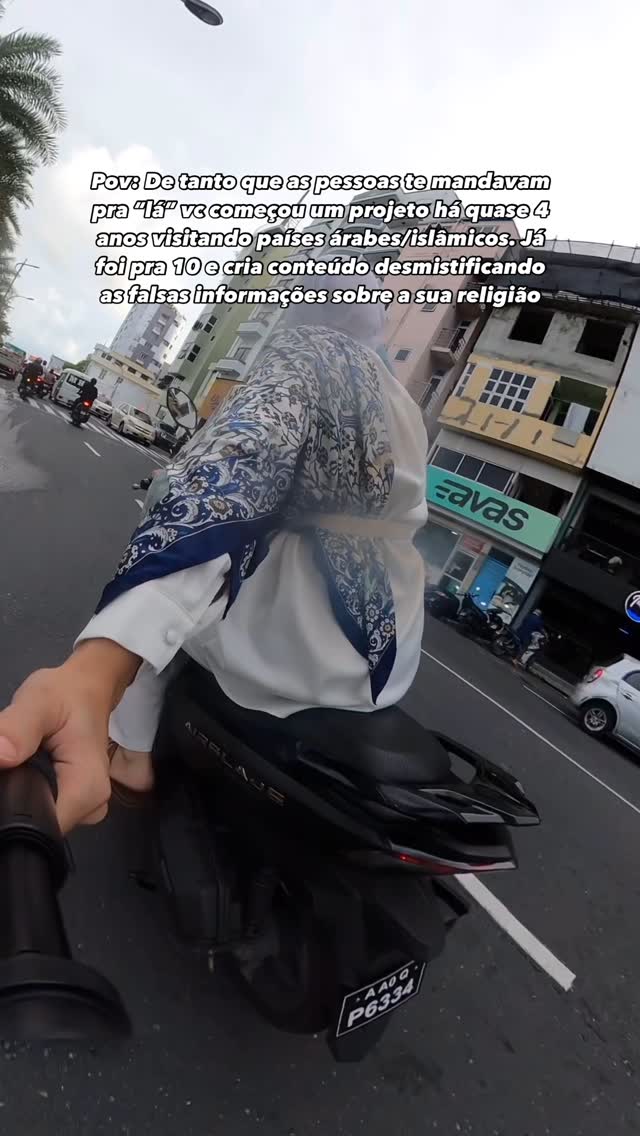 Pov: De tanto que as pessoas te mandavam
pra “lá” vc começou um projeto há quase 4
anos visitando países árabes/islâmicos. Já
foi pra 10 e cria conteúdo desmistificando
as falsas informações sobre a sua religião
avas
AIRBLADE
A A0 Q
P6334